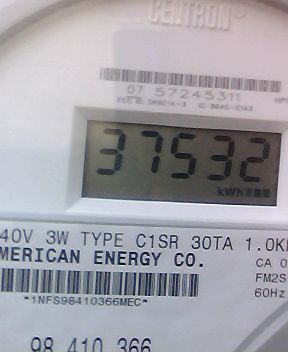 CENTRON®
07 57245311
37532
kWh
40V 3W TYPE C1SR 30TA 1.0K
MERICAN ENERGY CO.
CA 0
FM2S
60Hz
*1NFS98410366MEC*
98 410 366